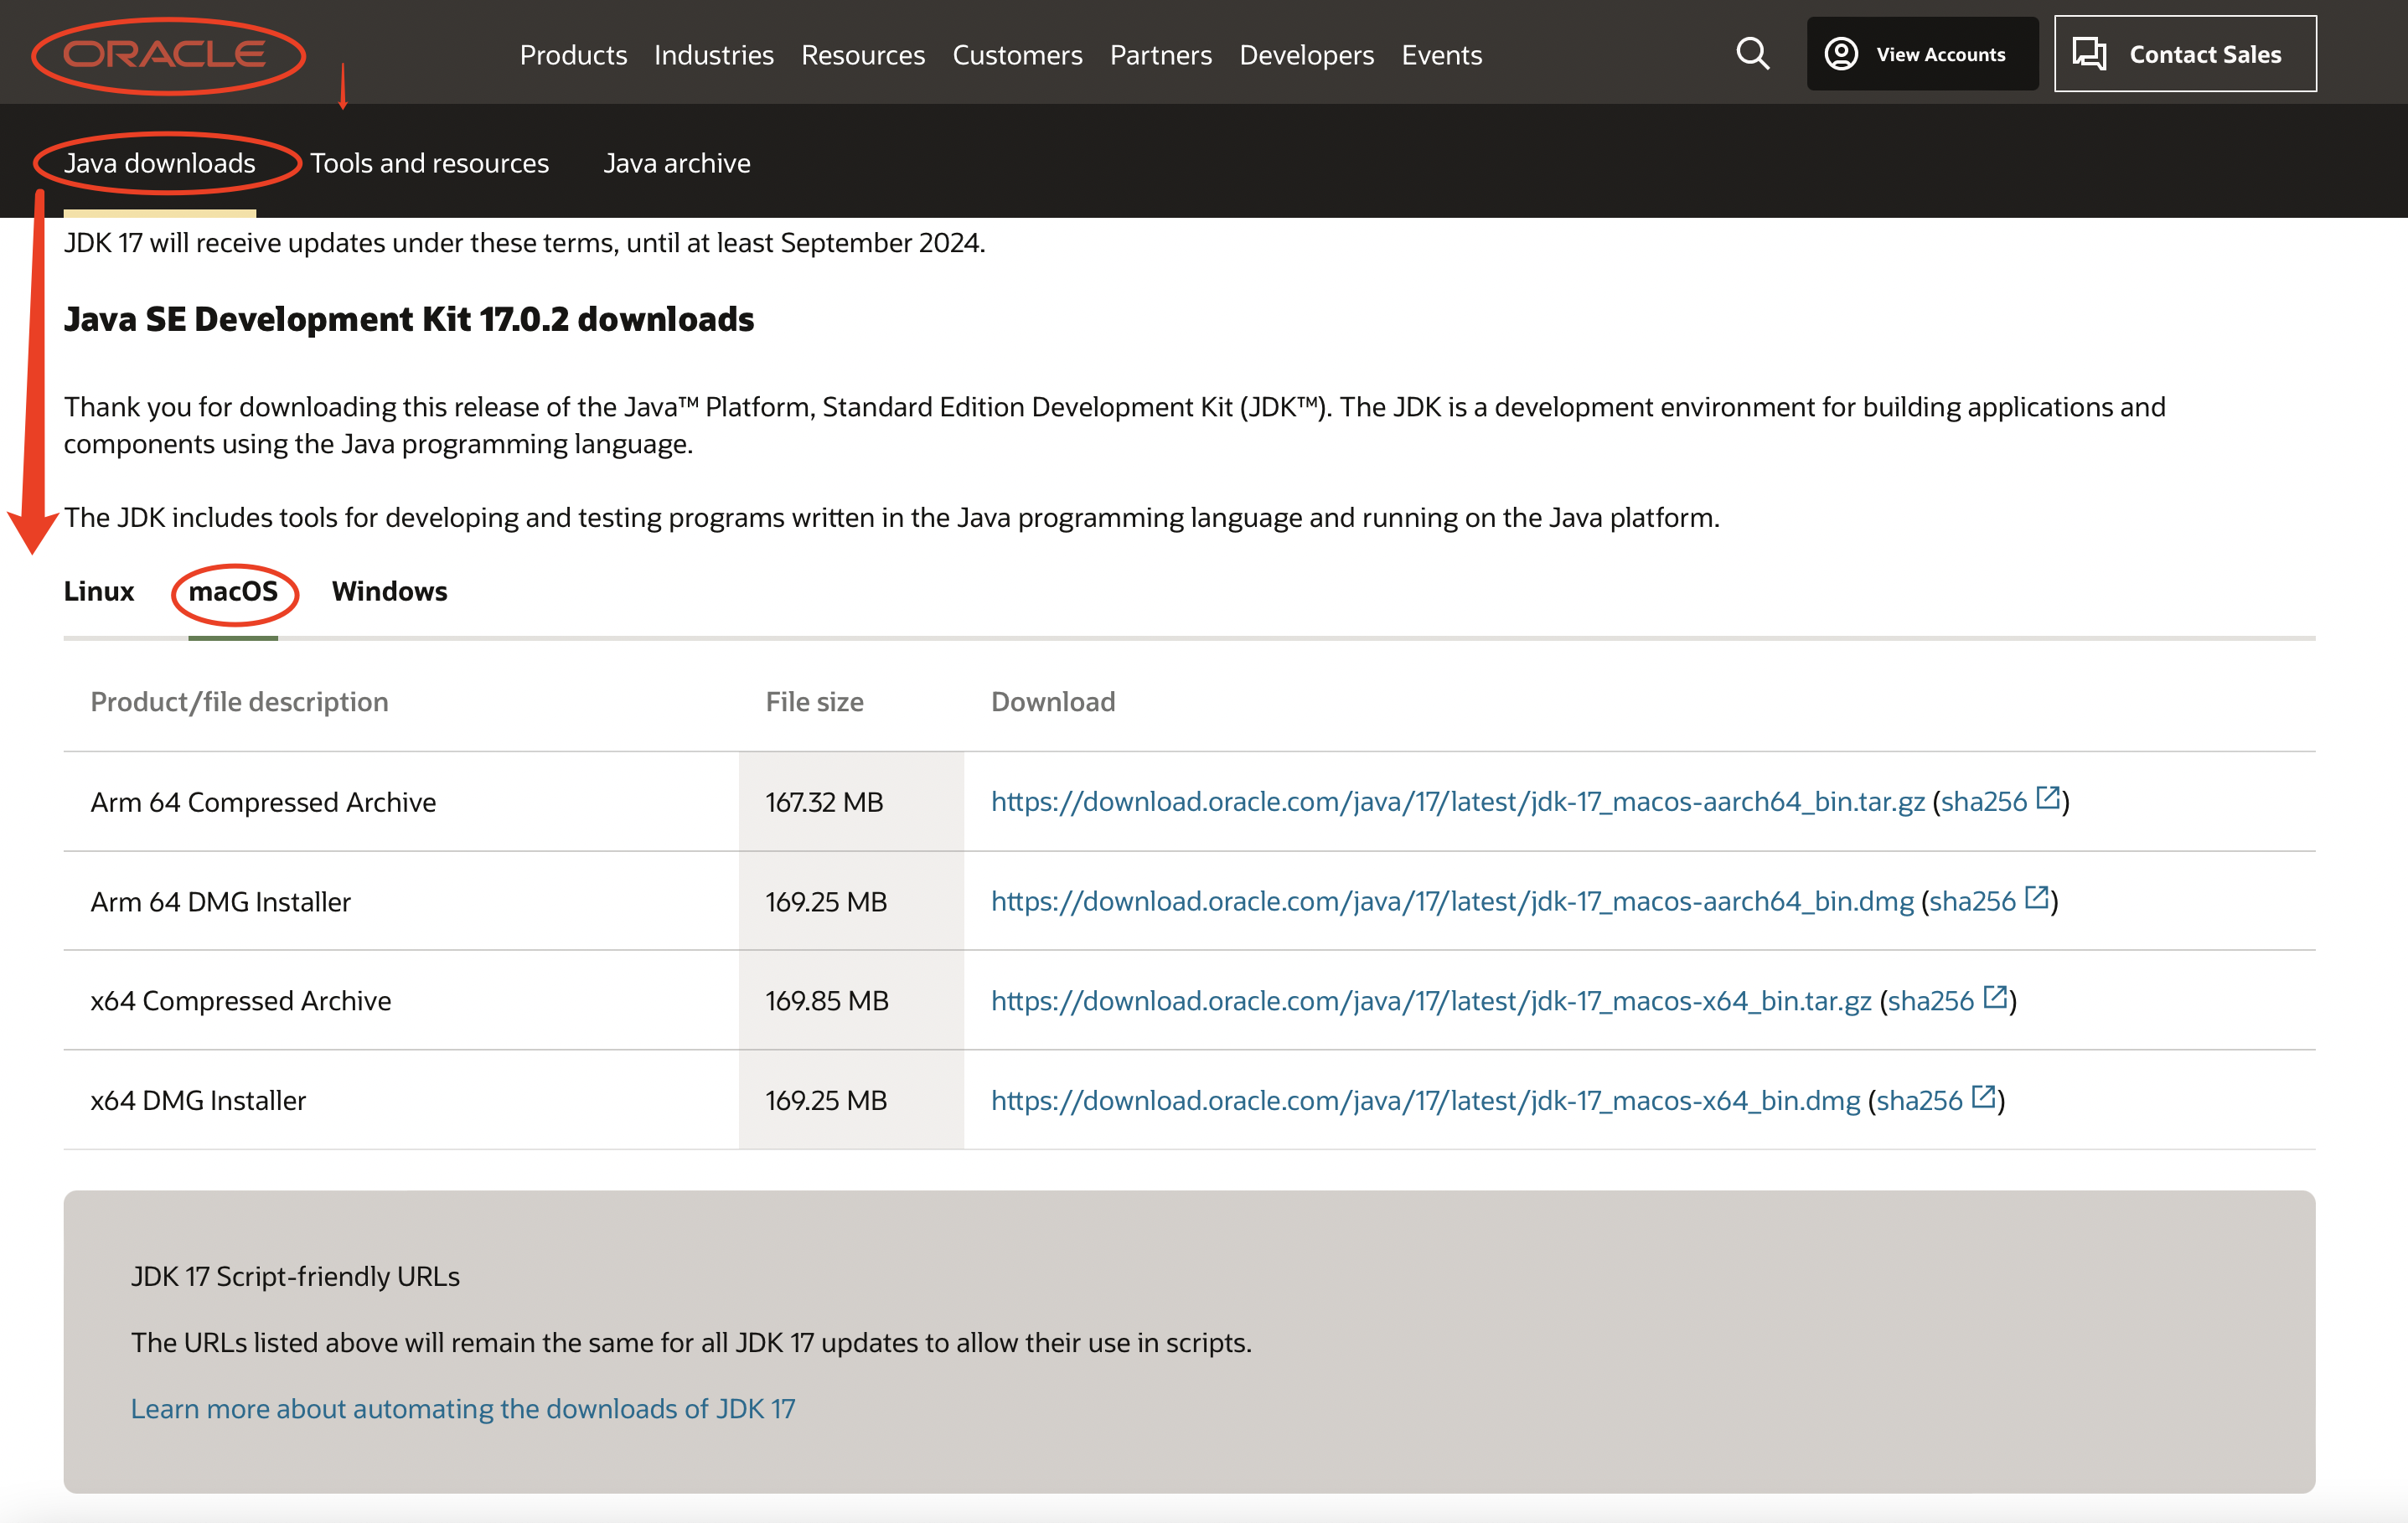 ORACLE
Products Industries Resources Customers Partners Developers Events
View Accounts
Contact Sales
Java downloads Tools and resources Java archive
JDK 17 will receive updates under these terms, until at least September 2024.
Java SE Development Kit 17.0.2 downloads
Thank you for downloading this release of the Java™ Platform, Standard Edition Development Kit (JDK™). The JDK is a development environment for building applications and
components using the Java programming language.
The JDK includes tools for developing and testing programs written in the Java programming language and running on the Java platform.
Linux macOS Windows
Product/file description File size Download
Arm 64 Compressed Archive 167.32 MB https://download.oracle.com/java/17/latest/jdk-17_macos-aarch64_bin.tar.gz (sha256)
Arm 64 DMG Installer 169.25 MB https://download.oracle.com/java/17/latest/jdk-17_macos-aarch64_bin.dmg (sha256)
x64 Compressed Archive 169.85 MB https://download.oracle.com/java/17/latest/jdk-17_macos-x64_bin.tar.gz (sha256)
x64 DMG Installer 169.25 MB https://download.oracle.com/java/17/latest/jdk-17_macos-x64_bin.dmg (sha256)
JDK 17 Script-friendly URLs
The URLs listed above will remain the same for all JDK 17 updates to allow their use in scripts.
Learn more about automating the downloads of JDK 17